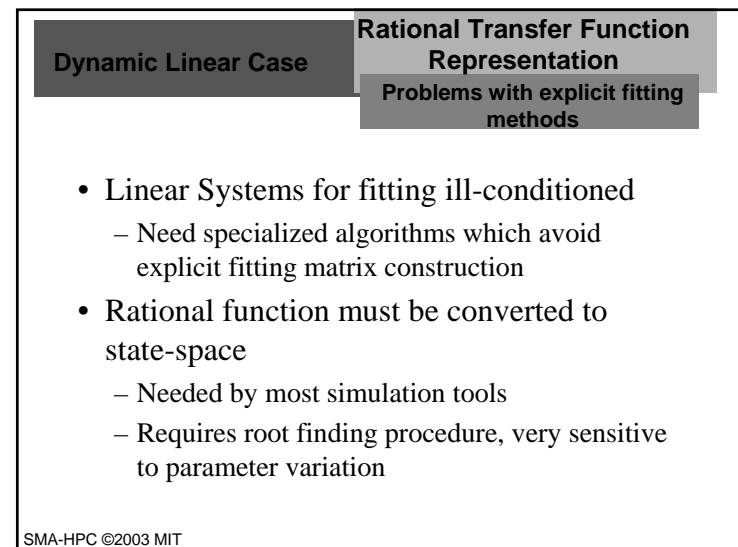 Dynamic Linear Case
Rational Transfer Function
Representation
Problems with explicit fitting
methods
• Linear Systems for fitting ill-conditioned
– Need specialized algorithms which avoid
explicit fitting matrix construction
• Rational function must be converted to
state-space
– Needed by most simulation tools
– Requires root finding procedure, very sensitive
to parameter variation
SMA-HPC ©2003 MIT